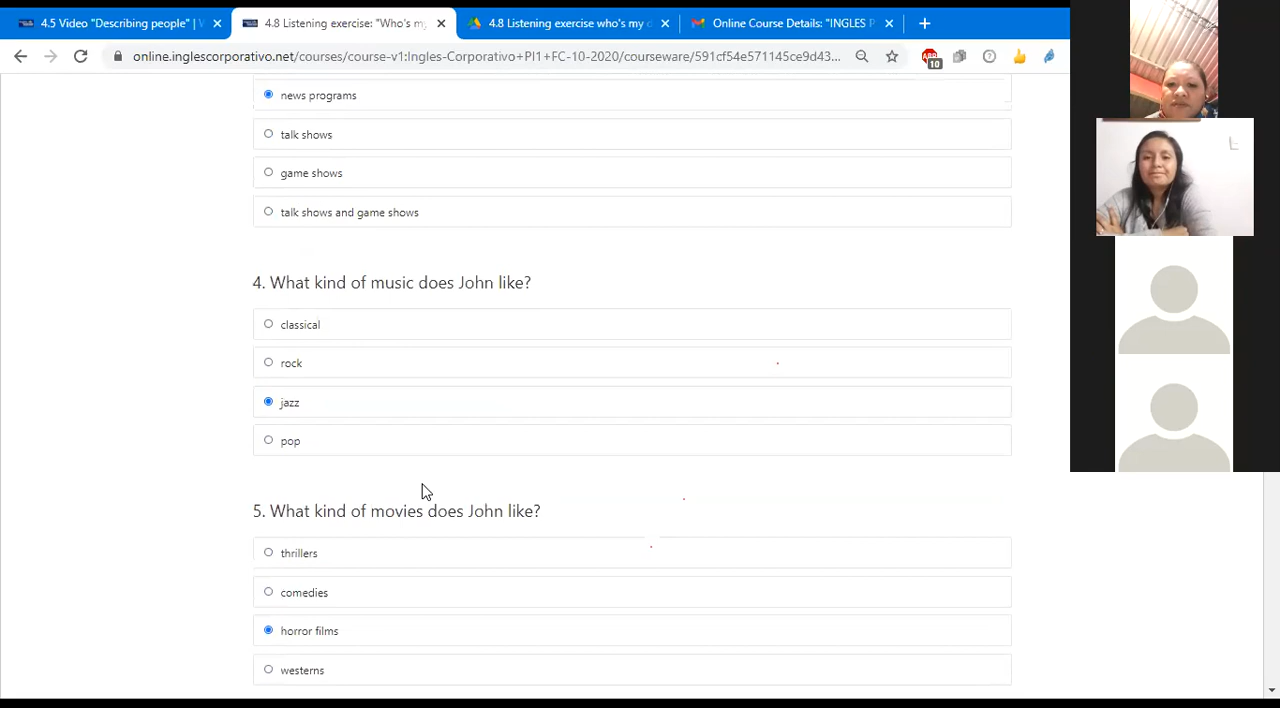 4.5 Video "Describing people" | V
4.8 Listening exercise: "Who's my
4.8 Listening exercise who's my d
Online Course Details: "INGLES P
online.inglescorporativo.net/courses/course-v1:Ingles-Corporativo+PI1+FC-10-2020/courseware/591cf54e571145ce9d43...
10
news programs
talk shows
game shows
talk shows and game shows
4. What kind of music does John like?
classical
rock
jazz
pop
5. What kind of movies does John like?
thrillers
comedies
horror films
westerns